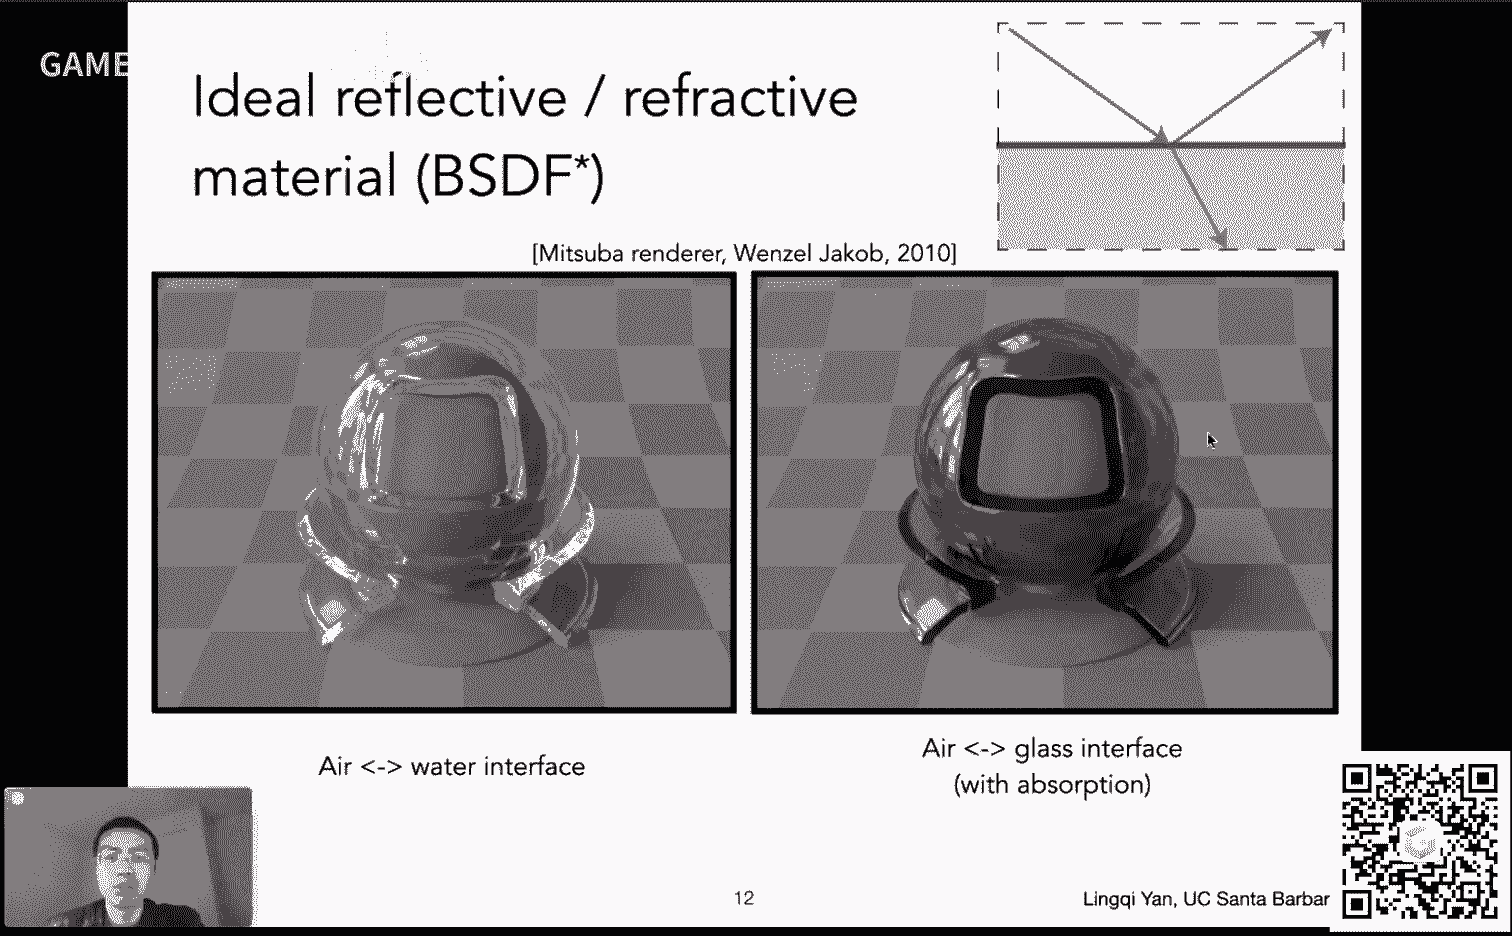 GAME
Ideal reflective / refractive
material (BSDF*)
[Mitsuba renderer, Wenzel Jakob, 2010]
Air <-> water interface
Air <-> glass interface
(with absorption)
12
Lingqi Yan, UC Santa Barbar